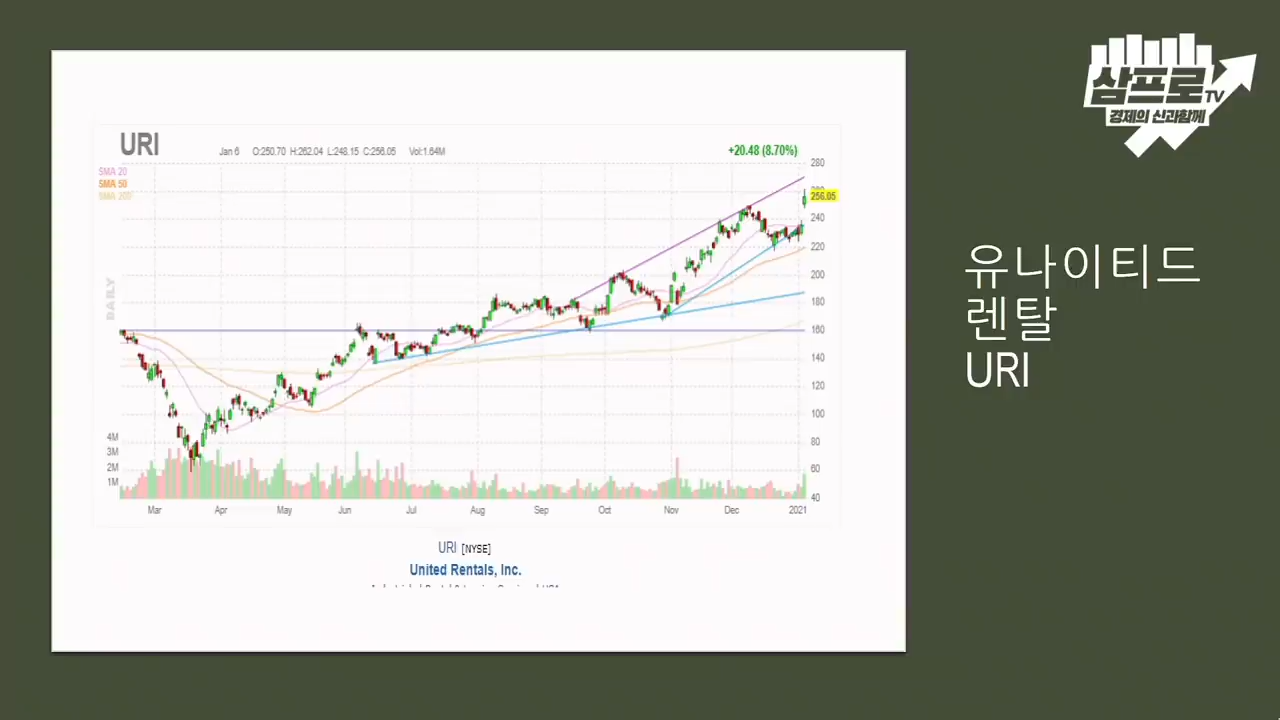 삼프로TV
경제의 신과함께
URI
Jan 6 O:250.70 H:262.04 L:248.15 C:256.05 Vol:1.64M
+20.48 (8.70%)
SMA 20
SMA 50
SMA 200
DAILY
280
256.05
240
220
200
180
160
140
120
100
80
60
40
4M
3M
2M
1M
Mar Apr May Jun Jul Aug Sep Oct Nov Dec 2021
URI [NYSE]
United Rentals, Inc.
유나이티드
렌탈
URI